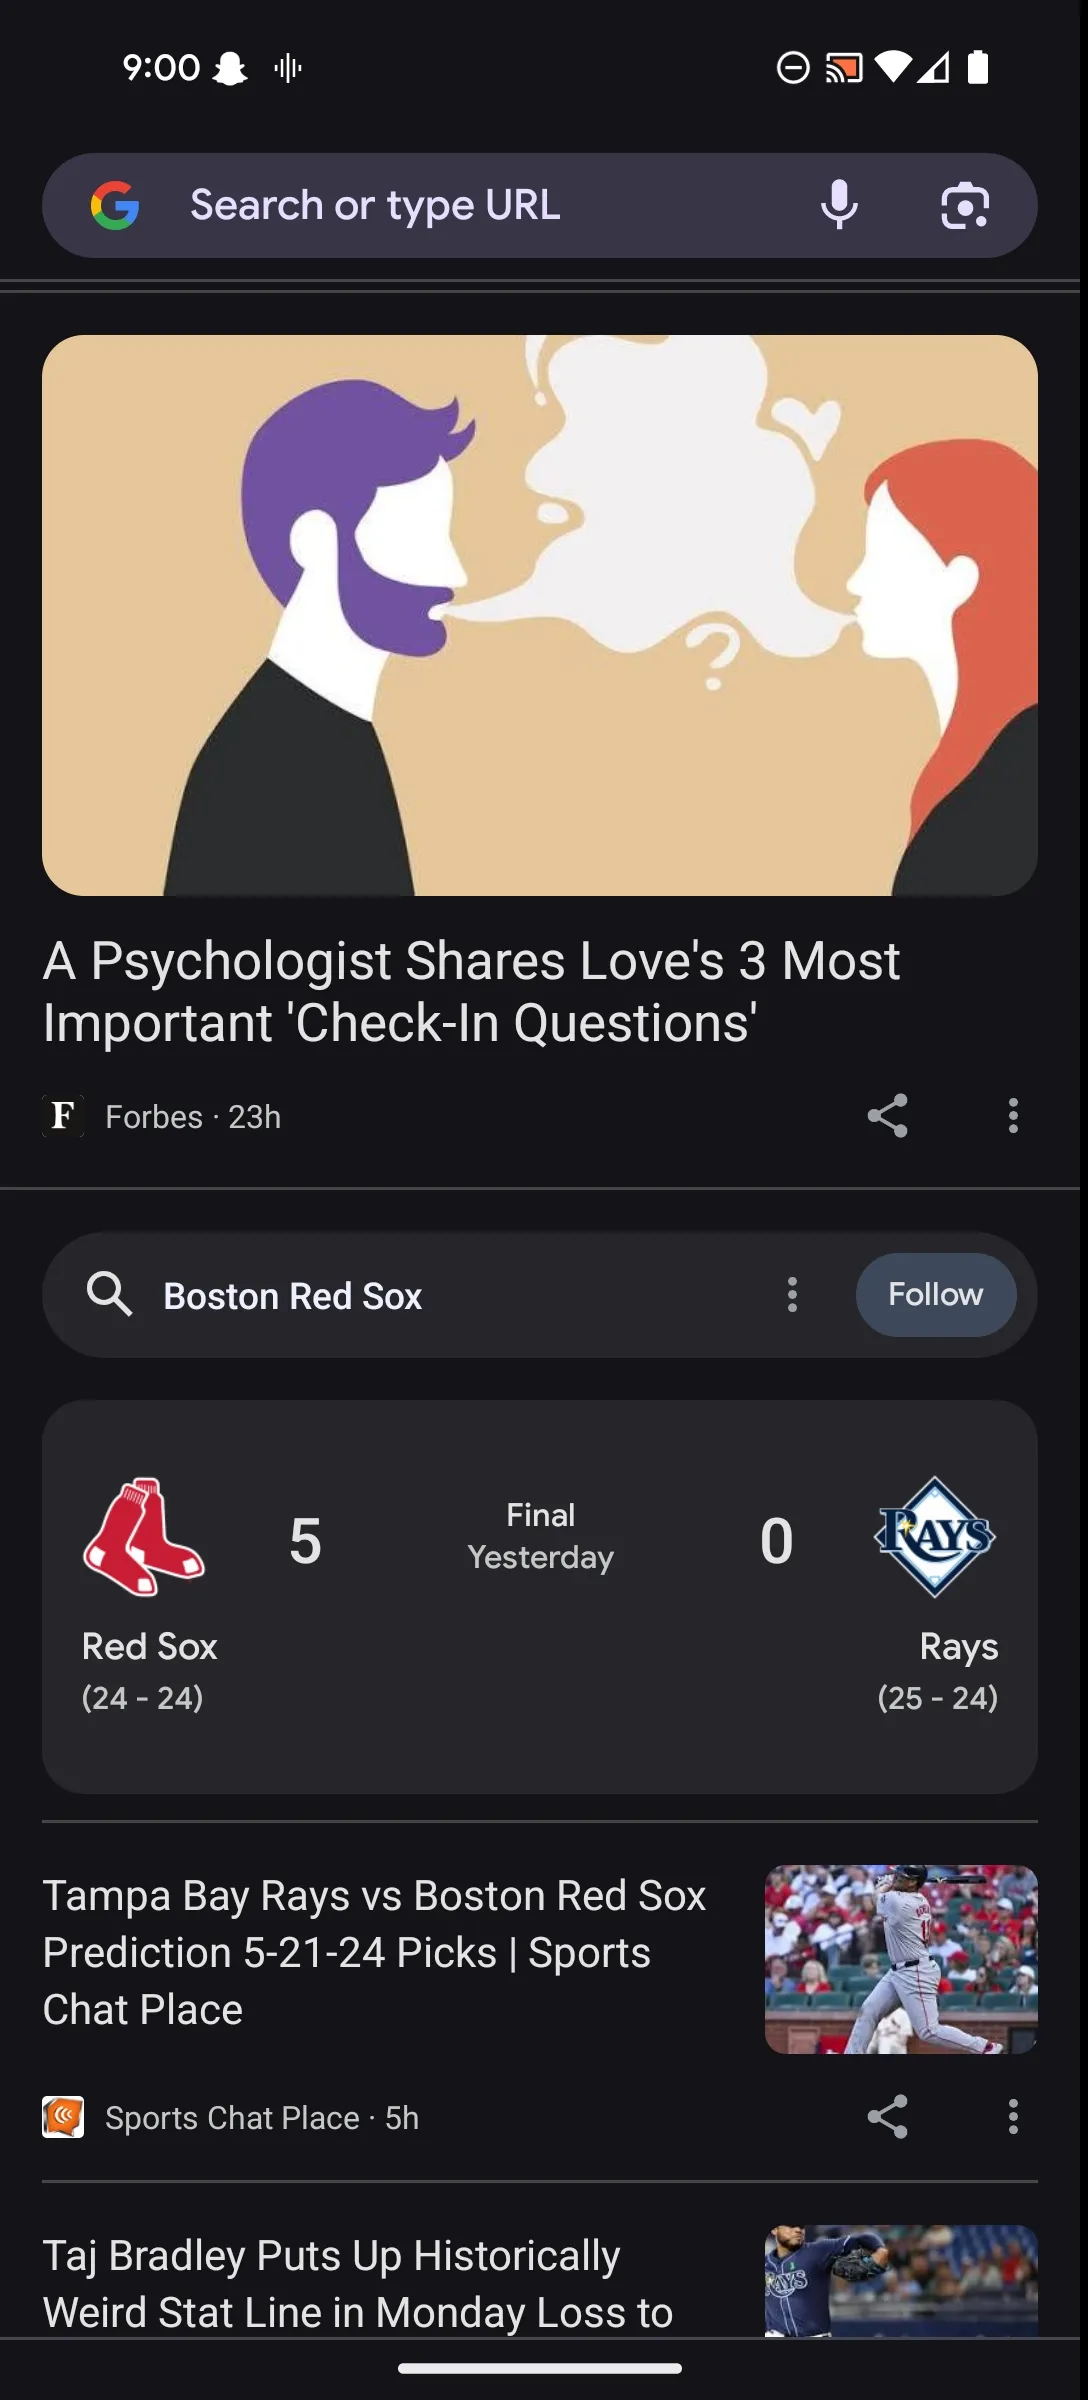 9:00
Search or type URL
A Psychologist Shares Love's 3 Most
Important 'Check-In Questions'
F Forbes · 23h
Boston Red Sox
Follow
5
Final
Yesterday
0
RAYS
Red Sox
(24 - 24)
Rays
(25 - 24)
Tampa Bay Rays vs Boston Red Sox
Prediction 5-21-24 Picks | Sports
Chat Place
Sports Chat Place · 5h
Taj Bradley Puts Up Historically
Weird Stat Line in Monday Loss to
RAYS